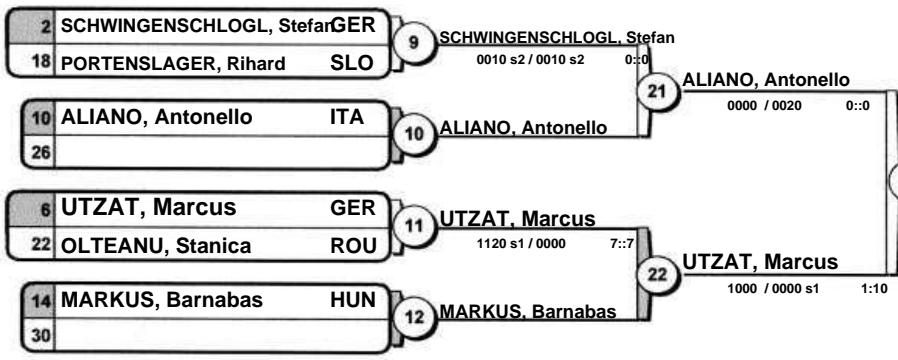 2 SCHWINGENSCHLOGL, Stefan GER
18 PORTENSLAGER, Rihard SLO
9
SCHWINGENSCHLOGL, Stefan
0010 s2 / 0010 s2 0::0
10 ALIANO, Antonello ITA
26
10
ALIANO, Antonello
21
ALIANO, Antonello
0000 / 0020 0::0
6 UTZAT, Marcus GER
22 OLTEANU, Stanica ROU
11
UTZAT, Marcus
1120 s1 / 0000 7::7
14 MARKUS, Barnabas HUN
30
12
MARKUS, Barnabas
22
UTZAT, Marcus
1000 / 0000 s1 1:10